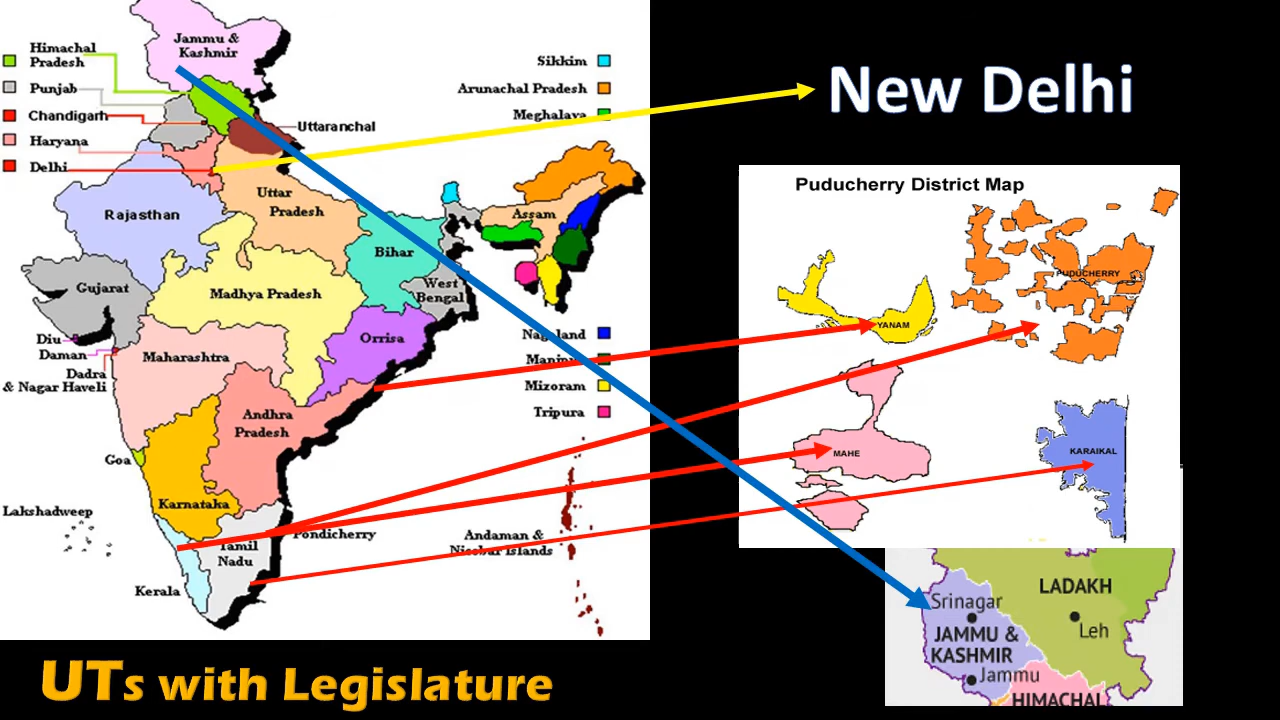 Jammu &
Kashmir
Himachal
Pradesh
Punjab
Chandigarh
Haryana
Delhi
Uttaranchal
Sikkim
Arunachal Pradesh
Meghalaya
New Delhi
Rajasthan
Uttar
Pradesh
Assam
Bihar
Gujarat
Madhya Pradesh
West
Bengal
Diu
Daman
Dadra
& Nagar Haveli
Maharashtra
Orrisa
Nagaland
Manipur
Mizoram
Tripura
Andhra
Pradesh
Goa
Karnataka
Lakshadweep
Pondicherry
Tamil
Nadu
Kerala
Andaman &
Nicobar Islands
Puducherry District Map
PUDUCHERRY
YANAM
MAHE
KARAIKAL
LADAKH
Srinagar
Leh
JAMMU &
KASHMIR
Jammu
HIMACHAL
UTs with Legislature